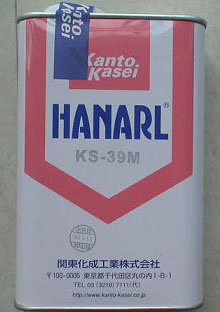 Kanto
Kasei
Kanto
Kasei
HANARL®
KS-39M
関東化成工業株式会社
〒100-0005 東京都千代田区丸の内1-8-1
TEL 03 (3216) 7111(代)
http://www.kanto-kasei.co.jp